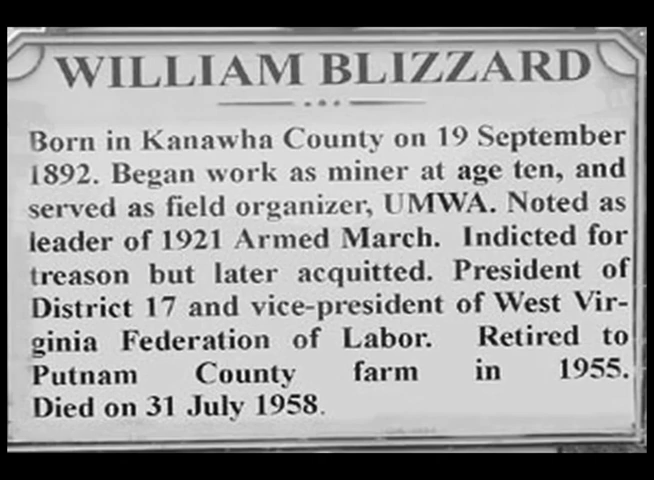 WILLIAM BLIZZARD
Born in Kanawha County on 19 September
1892. Began work as miner at age ten, and
served as field organizer, UMWA. Noted as
leader of 1921 Armed March. Indicted for
treason but later acquitted. President of
District 17 and vice-president of West Vir-
ginia Federation of Labor. Retired to
Putnam County farm in 1955.
Died on 31 July 1958.